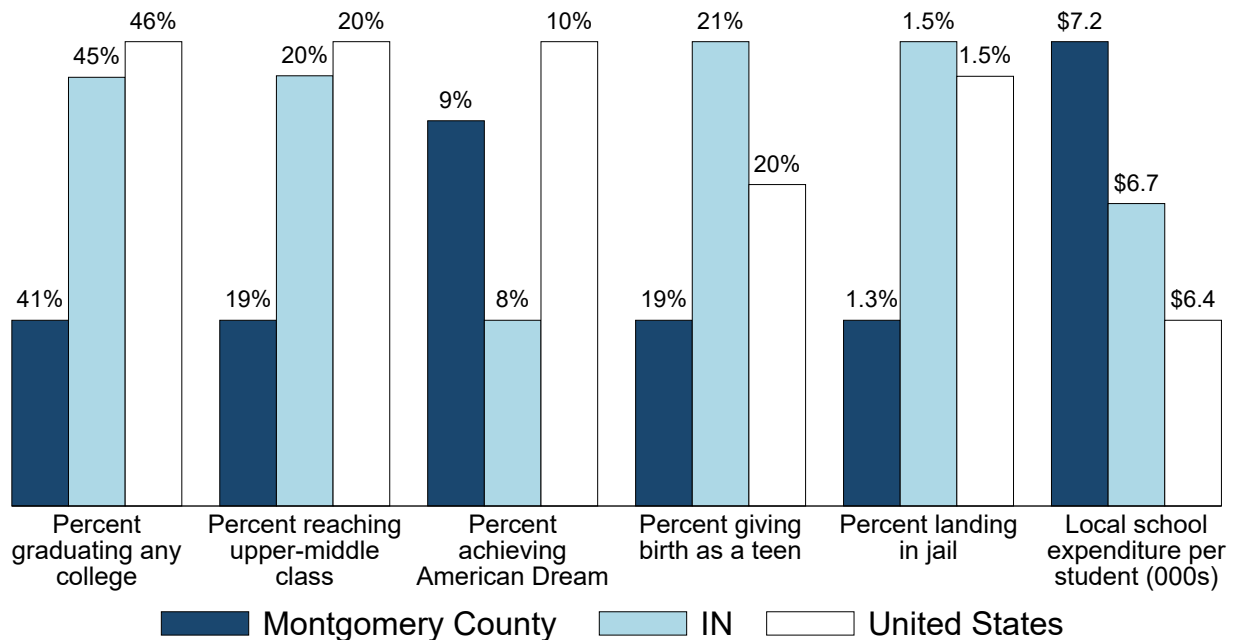 46%
20%
10%
21%
1.5%
$7.2
45%
20%
1.5%
9%
20%
$6.7
41%
19%
8%
19%
1.3%
$6.4
Percent
graduating any
college
Percent reaching
upper-middle
class
Percent
achieving
American Dream
Percent giving
birth as a teen
Percent landing
in jail
Local school
expenditure per
student (000s)
Montgomery County
IN
United States